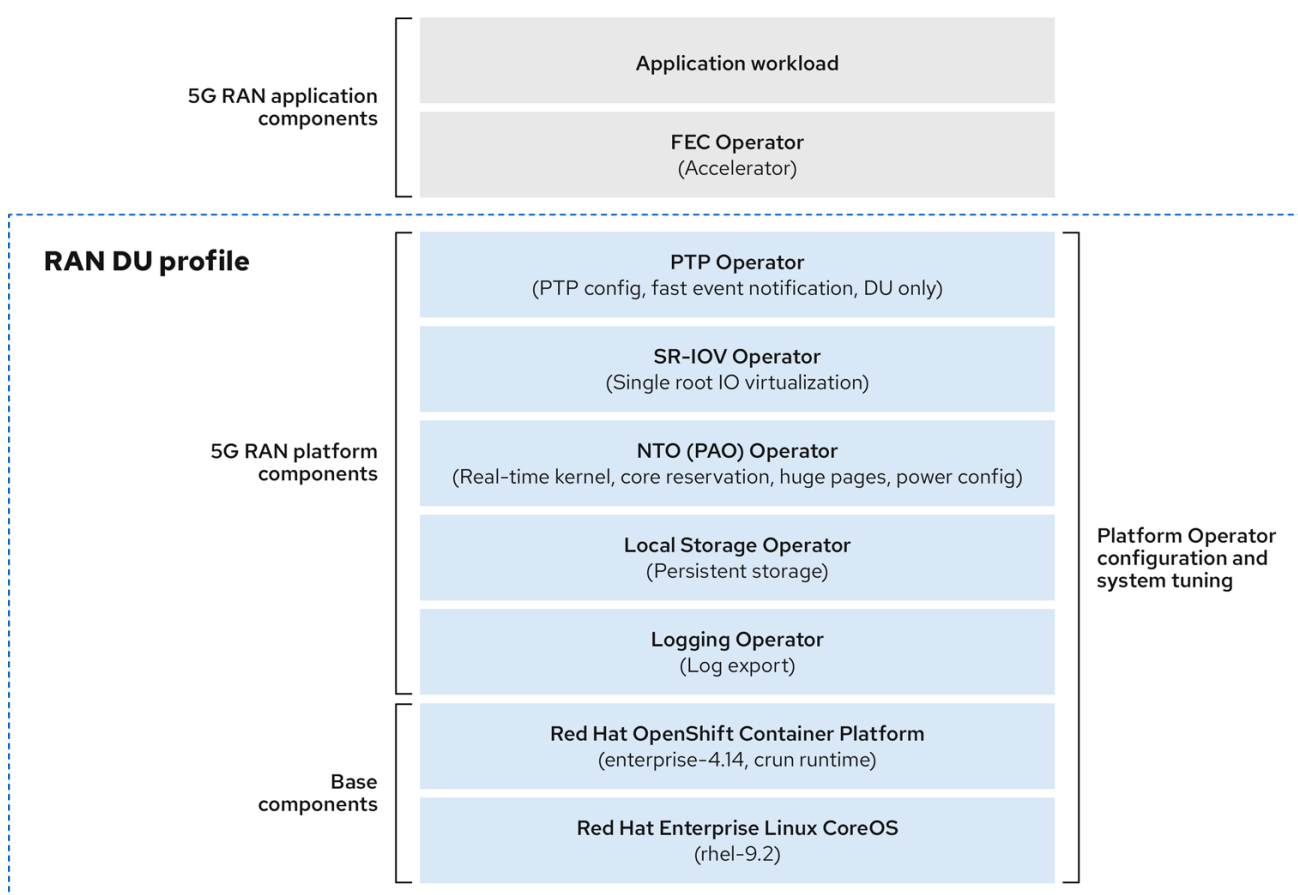 Application workload
5G RAN application
components
FEC Operator
(Accelerator)
RAN DU profile
PTP Operator
(PTP config, fast event notification, DU only)
SR-IOV Operator
(Single root IO virtualization)
5G RAN platform
components
NTO (PAO) Operator
(Real-time kernel, core reservation, huge pages, power config)
Local Storage Operator
(Persistent storage)
Platform Operator
configuration and
system tuning
Logging Operator
(Log export)
Red Hat OpenShift Container Platform
(enterprise-4.14, crun runtime)
Base
components
Red Hat Enterprise Linux CoreOS
(rhel-9.2)